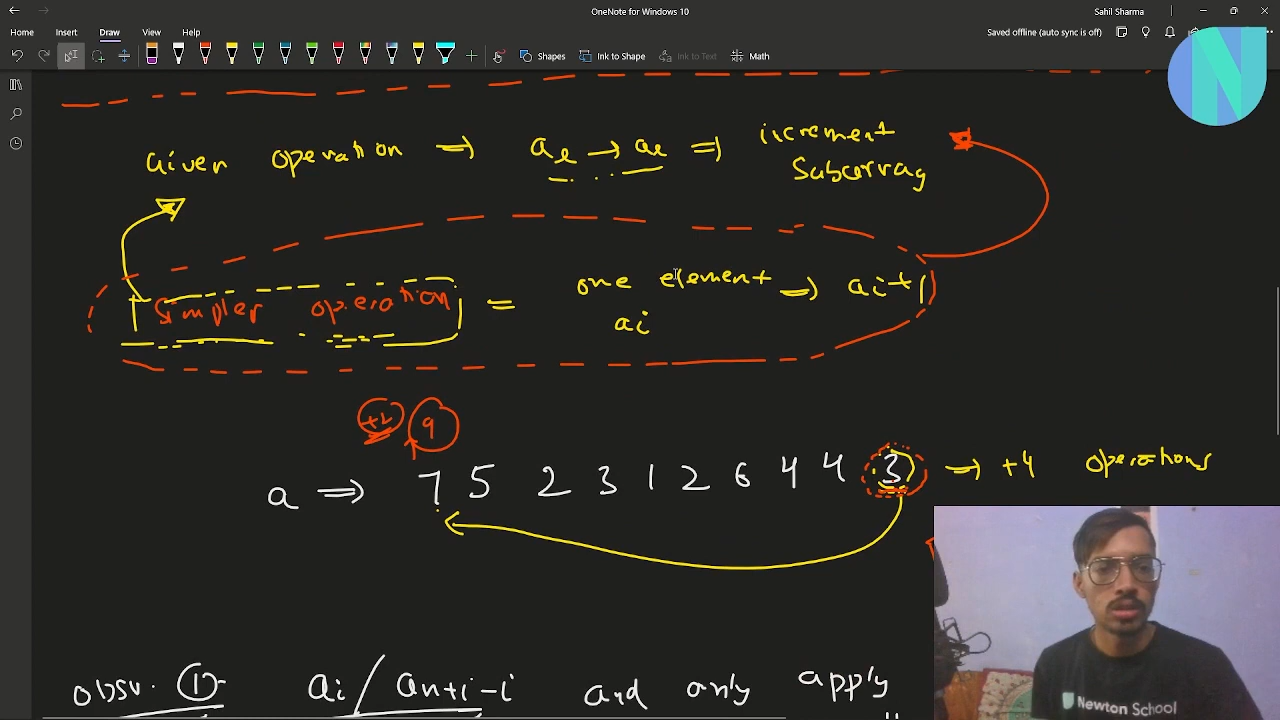 OneNote for Windows 10
Sahil Sharma
Home Insert Draw View Help
Saved offline (auto sync is off)
Shapes Ink to Shape Ink to Text Math
N
Given operation ⇒ al → ar ⇒ increment
Subarray
Simpler operation = one element ⇒ ai+1
ai
9
a ⇒ 7 5 2 3 1 2 6 4 4 3 → +4 operations
obsv. 1 ai / an+1-i and only apply
Newton School